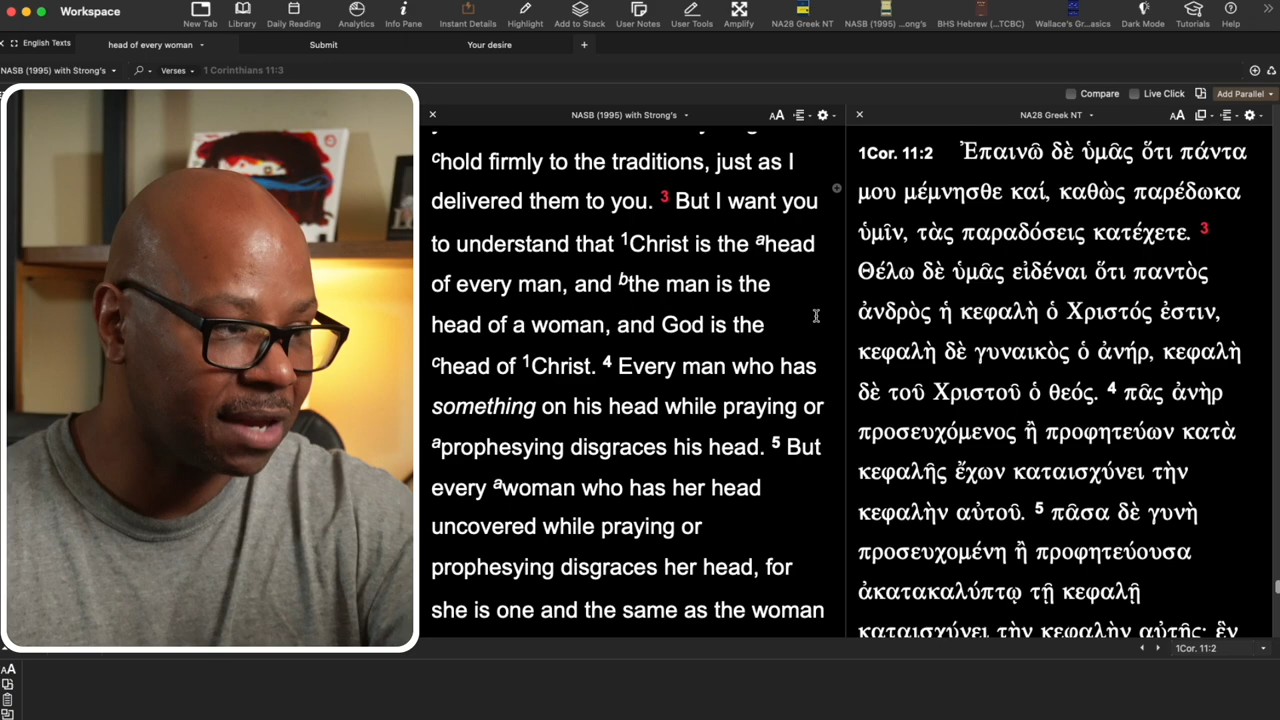 Workspace
New Tab
Library
Daily Reading
Analytics
Info Pane
Instant Details
Highlight
Add to Stack
User Notes
User Tools
Amplify
NA28 Greek NT
NASB (1995) ...ong's
BHS Hebrew (...TCBC)
Wallace's Gr...asics
Dark Mode
Tutorials
Help
English Texts
head of every woman
Submit
Your desire
NASB (1995) with Strong's
Verses
1 Corinthians 11:3
Compare
Live Click
Add Parallel
NASB (1995) with Strong's
chold firmly to the traditions, just as I
delivered them to you. 3 But I want you
to understand that 1Christ is the ahead
of every man, and bthe man is the
head of a woman, and God is the
chead of 1Christ. 4 Every man who has
something on his head while praying or
aprophesying disgraces his head. 5 But
every awoman who has her head
uncovered while praying or
prophesying disgraces her head, for
she is one and the same as the woman
NA28 Greek NT
1Cor. 11:2 Ἐπαινῶ δὲ ὑμᾶς ὅτι πάντα
μου μέμνησθε καί, καθὼς παρέδωκα
ὑμῖν, τὰς παραδόσεις κατέχετε. 3
Θέλω δὲ ὑμᾶς εἰδέναι ὅτι παντὸς
ἀνδρὸς ἡ κεφαλὴ ὁ Χριστός ἐστιν,
κεφαλὴ δὲ γυναικὸς ὁ ἀνήρ, κεφαλὴ
δὲ τοῦ Χριστοῦ ὁ θεός. 4 πᾶς ἀνὴρ
προσευχόμενος ἢ προφητεύων κατὰ
κεφαλῆς ἔχων καταισχύνει τὴν
κεφαλὴν αὐτοῦ. 5 πᾶσα δὲ γυνὴ
προσευχομένη ἢ προφητεύουσα
ἀκατακαλύπτῳ τῇ κεφαλῇ
καταισχύνει τὴν κεφαλὴν αὐτῆς· ἓν
1Cor. 11:2